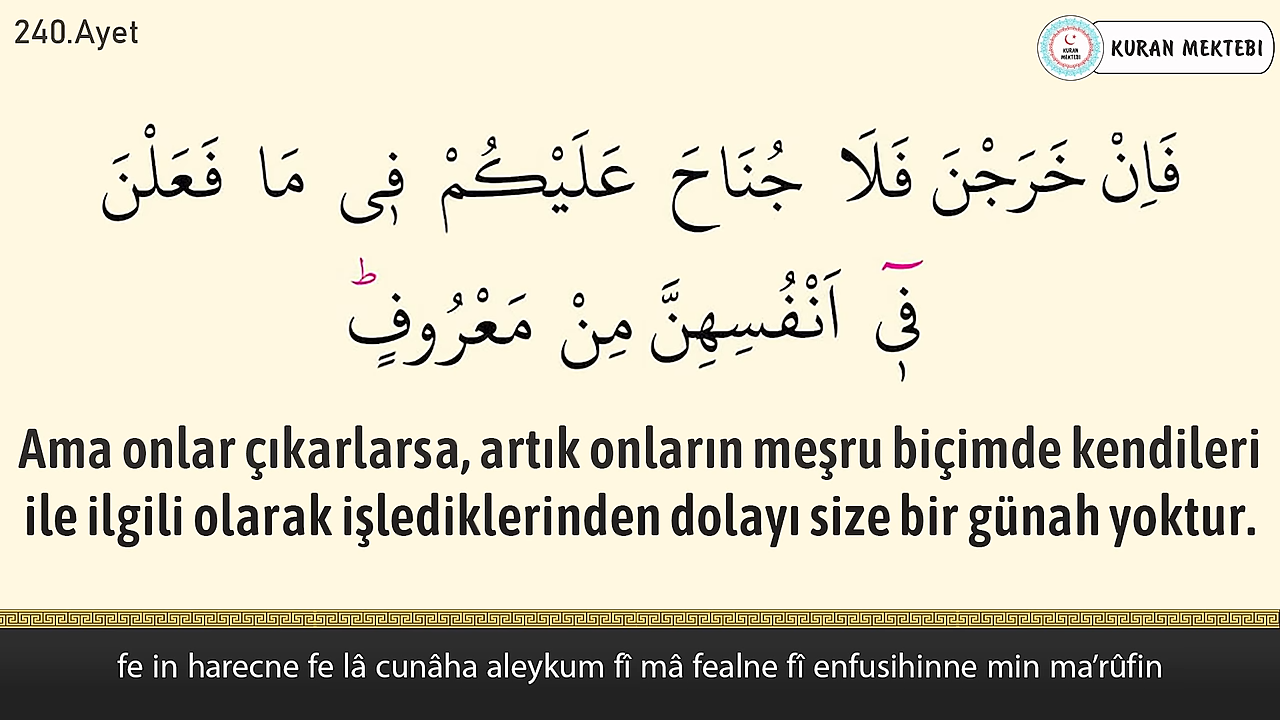 240.Ayet
KURAN MEKTEBI
KURAN
MEKTEBİ
فَاِنْ خَرَجْنَ فَلَا جُنَاحَ عَلَيْكُمْ ف۪ى مَا فَعَلْنَ
ف۪ٓى اَنْفُسِهِنَّ مِنْ مَعْرُوفٍۜ
Ama onlar çıkarlarsa, artık onların meşru biçimde kendileri
ile ilgili olarak işlediklerinden dolayı size bir günah yoktur.
fe in harecne fe lâ cunâha aleykum fî mâ fealne fî enfusihinne min ma’rûfin